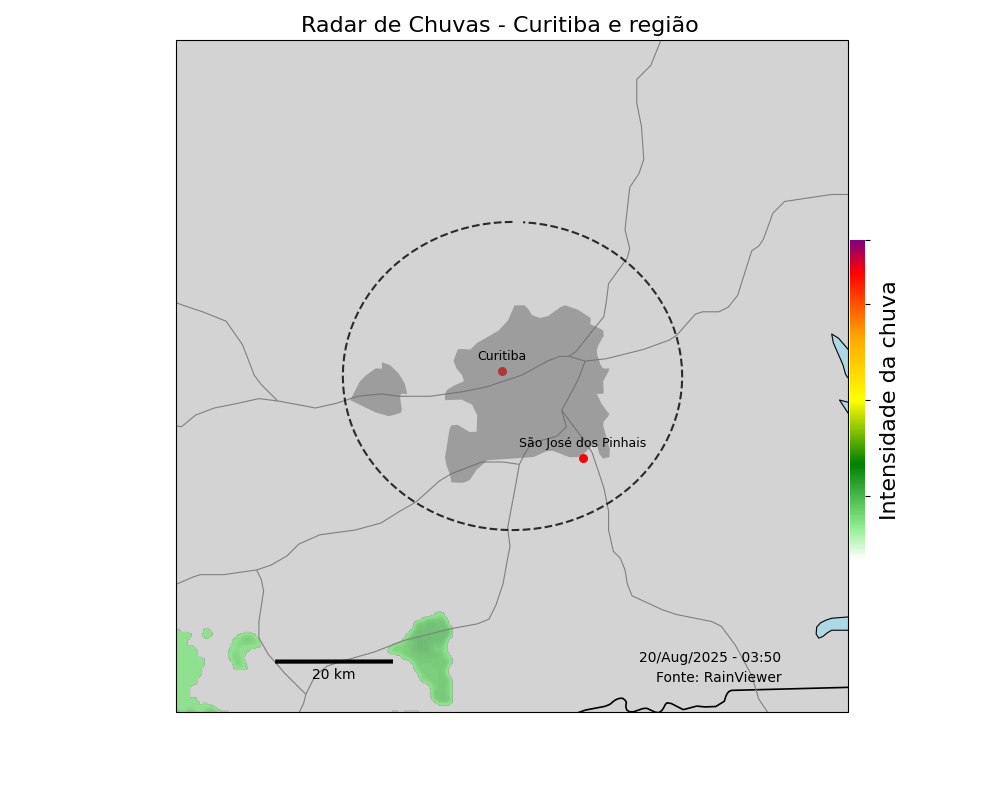 Radar de Chuvas - Curitiba e região
Curitiba
São José dos Pinhais
Intensidade da chuva
20/Aug/2025 - 03:50
20 km
Fonte: RainViewer